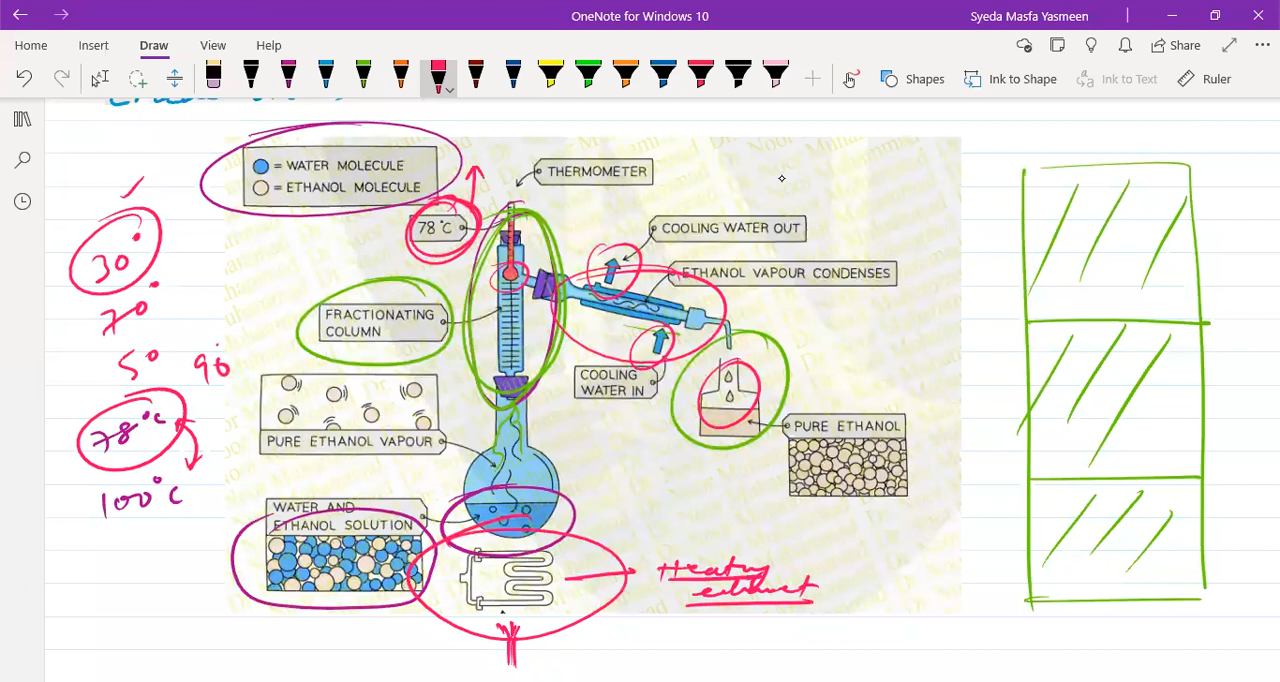 OneNote for Windows 10
Syeda Masfa Yasmeen
Home
Insert
Draw
View
Help
Share
Shapes
Ink to Shape
Ink to Text
Ruler
= WATER MOLECULE
= ETHANOL MOLECULE
THERMOMETER
78°C
COOLING WATER OUT
ETHANOL VAPOUR CONDENSES
FRACTIONATING
COLUMN
COOLING
WATER IN
PURE ETHANOL VAPOUR
PURE ETHANOL
WATER AND
ETHANOL SOLUTION
30°
70°
5° 90°
78°C
100°C
Heating